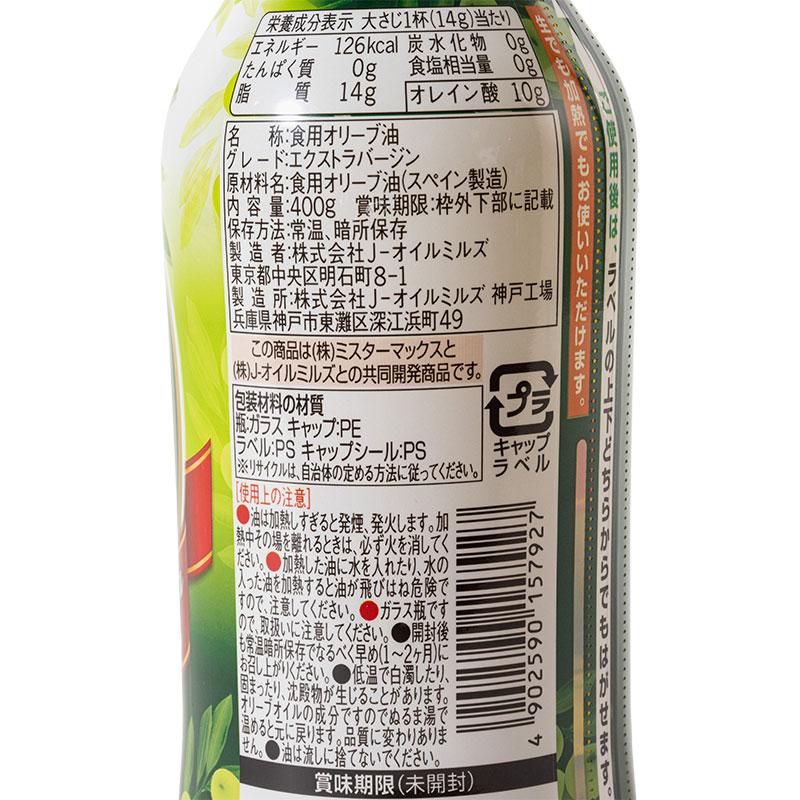 栄養成分表示 大さじ1杯(14g)当たり
エネルギー 126kcal 炭水化物 0g
たんぱく質 0g 食塩相当量 0g
脂質 14g オレイン酸 10g
名称:食用オリーブ油
グレード:エクストラバージン
原材料名:食用オリーブ油(スペイン製造)
内容量:400g 賞味期限:枠外下部に記載
保存方法:常温、暗所保存
製造者:株式会社J-オイルミルズ
東京都中央区明石町8-1
製造所:株式会社J-オイルミルズ 神戸工場
兵庫県神戸市東灘区深江浜町49
この商品は(株)ミスターマックスと
(株)J-オイルミルズとの共同開発商品です。
包装材料の材質
瓶:ガラス キャップ:PE
ラベル:PS キャップシール:PS
※リサイクルは、自治体の定める方法に従ってください。
プラ
キャップ
ラベル
[使用上の注意]
●油は加熱しすぎると発煙、発火します。加
熱中その場を離れるときは、必ず火を消してく
ださい。●加熱した油に水を入れたり、水の
入った油を加熱すると油が飛びはね危険で
すので、注意してください。●ガラス瓶です
ので、取扱いに注意してください。●開封後
も常温暗所保存でなるべく早め(1〜2ヶ月)に
お召し上がりください。●低温で白濁したり、
固まったり、沈殿物が生じることがあります。
オリーブオイルの成分ですのでぬるま湯で
温めると元に戻ります。品質に変わりありま
せん。●油は流しに捨てないでください。
4 902590 157927
賞味期限(未開封)
生でも加熱でもお使いいただけます。
ご使用後は、ラベルの上下どちらからでもはがせます。